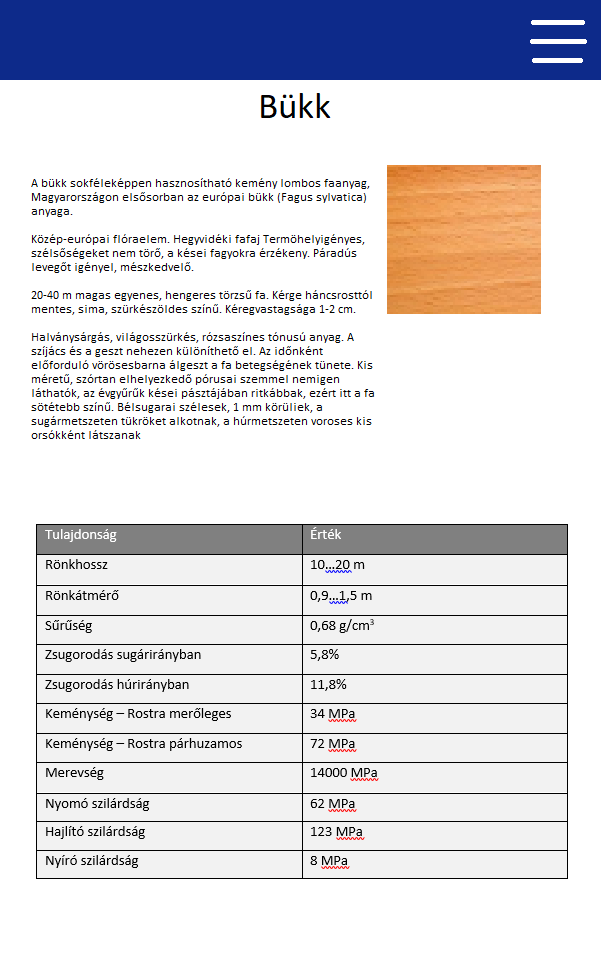 Bükk
A bükk sokféleképpen hasznosítható kemény lombos faanyag,
Magyarországon elsősorban az európai bükk (Fagus sylvatica)
anyaga.
Közép-európai flóraelem. Hegyvidéki fafaj Termöhelyigényes,
szélsőségeket nem törő, a kései fagyokra érzékeny. Páradús
levegőt igényel, mészkedvelő.
20-40 m magas egyenes, hengeres törzsű fa. Kérge háncsrosttól
mentes, sima, szürkészöldes színű. Kéregvastagsága 1-2 cm.
Halványsárgás, világosszürkés, rózsaszínes tónusú anyag. A
szíjács és a geszt nehezen különíthető el. Az időnként
előforduló vörösesbarna álgeszt a fa betegségének tünete. Kis
méretű, szórtan elhelyezkedő pórusai szemmel nemigen
láthatók, az évgyűrűk kései pásztájában ritkábbak, ezért itt a fa
sötétebb színű. Bélsugarai szélesek, 1 mm körüliek, a
sugármetszeten tükröket alkotnak, a húrmetszeten voroses kis
orsókként látszanak
Tulajdonság Érték
Rönkhossz 10…20 m
Rönkátmérő 0,9…1,5 m
Sűrűség 0,68 g/cm³
Zsugorodás sugárirányban 5,8%
Zsugorodás húrirányban 11,8%
Keménység – Rostra merőleges 34 MPa
Keménység – Rostra párhuzamos 72 MPa
Merevség 14000 MPa
Nyomó szilárdság 62 MPa
Hajlító szilárdság 123 MPa
Nyíró szilárdság 8 MPa